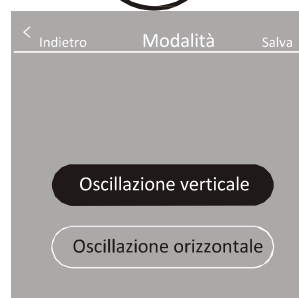 < Indietro Modalità Salva
Oscillazione verticale
Oscillazione orizzontale